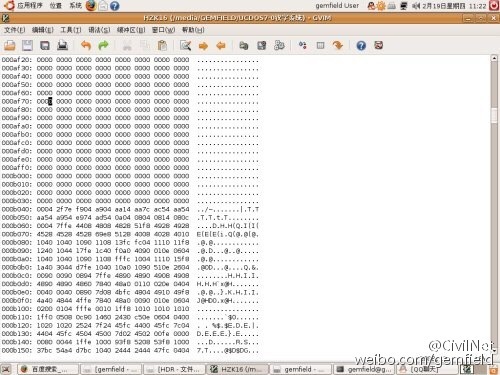 应用程序 位置 系统 gemfield User 2月19日星期四 11:22
HZK16 (/media/GEMFIELD/UCDOS7.0汉字系统) - GVIM
文件(F) 编辑(E) 工具(T) 语法(S) 缓冲区(B) 窗口(W) 帮助(H)
000af20: 0000 0000 0000 0000 0000 0000 0000 0000 ................
000af30: 0000 0000 0000 0000 0000 0000 0000 0000 ................
000af40: 0000 0000 0000 0000 0000 0000 0000 0000 ................
000af50: 0000 0000 0000 0000 0000 0000 0000 0000 ................
000af60: 0000 0000 0000 0000 0000 0000 0000 0000 ................
000af70: 0000 0000 0000 0000 0000 0000 0000 0000 ................
000af80: 0000 0000 0000 0000 0000 0000 0000 0000 ................
000af90: 0000 0000 0000 0000 0000 0000 0000 0000 ................
000afa0: 0000 0000 0000 0000 0000 0000 0000 0000 ................
000afb0: 0000 0000 0000 0000 0000 0000 0000 0000 ................
000afc0: 0000 0000 0000 0000 0000 0000 0000 0000 ................
000afd0: 0000 0000 0000 0000 0000 0000 0000 0000 ................
000afe0: 0000 0000 0000 0000 0000 0000 0000 0000 ................
000aff0: 0000 0000 0000 0000 0000 0000 0000 0000 ................
000b000: 0000 0000 0000 0000 0000 0000 0000 0000 ................
000b010: 0000 0000 0000 0000 0000 0000 0000 0000 ................
000b020: 0000 0000 0000 0000 0000 0000 0000 0000 ................
000b030: 0000 0000 0000 0000 0000 0000 0000 0000 ................
000b040: 0004 2f7e f904 a904 aa14 aa7c ac54 aa54
000b050: aa54 a954 e974 ad54 0a04 0804 0814 080c
000b060: 0004 7ffe 4408 4808 4828 51f8 4928 4928
000b070: 4528 4528 4528 69e8 5128 4008 4028 4010
000b080: 1040 1040 1090 1108 13fc fc04 1110 11f8
000b090: 1240 1044 17fe 1c40 f0a0 4090 0110 060e
000b0a0: 1040 1040 1090 1108 fffc 1004 1110 15f8
000b0b0: 1a40 3044 d7fe 1040 10a0 1090 510e 2604
000b0c0: 0090 0090 0894 7ffe 4890 4890 4908 4908
000b0d0: 4890 4890 4860 7840 48a0 0110 020e 0404
000b0e0: 0040 0040 0890 7d08 4bfc 4804 4910 49f8
000b0f0: 4a40 4844 4ffe 7840 48a0 0090 010e 0604
000b100: 0200 0104 7ffe 0010 1ff8 1010 1010 1010
000b110: 1ff0 0508 0c90 1460 2430 c50e 0604 0400
000b120: 1020 1020 2524 7f24 45fc 4400 45fc 7c04
000b130: 4404 45fc 4504 4500 7d02 4502 00fe 0000
000b140: 0080 0044 1ffe 1000 93f8 5208 53f8 1000
000b150: 37bc 54a4 d7bc 1040 2444 2444 47fc 0404
@CivilNet
weibo.com/gemfield
百度搜索_... [gemfield - ... [HDR - 文件... HZK16 (/m... [gemfield - ... gemfield@g... [QQ聊天]